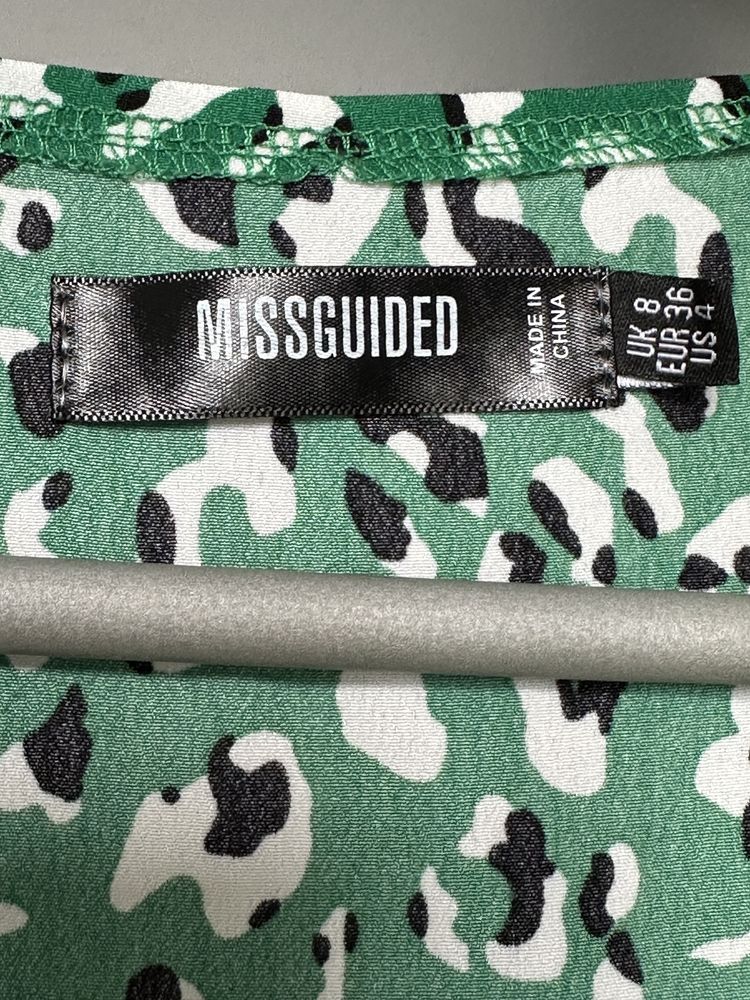 MISSGUIDED
MADE IN
CHINA
UK 8
EUR 36
US 4